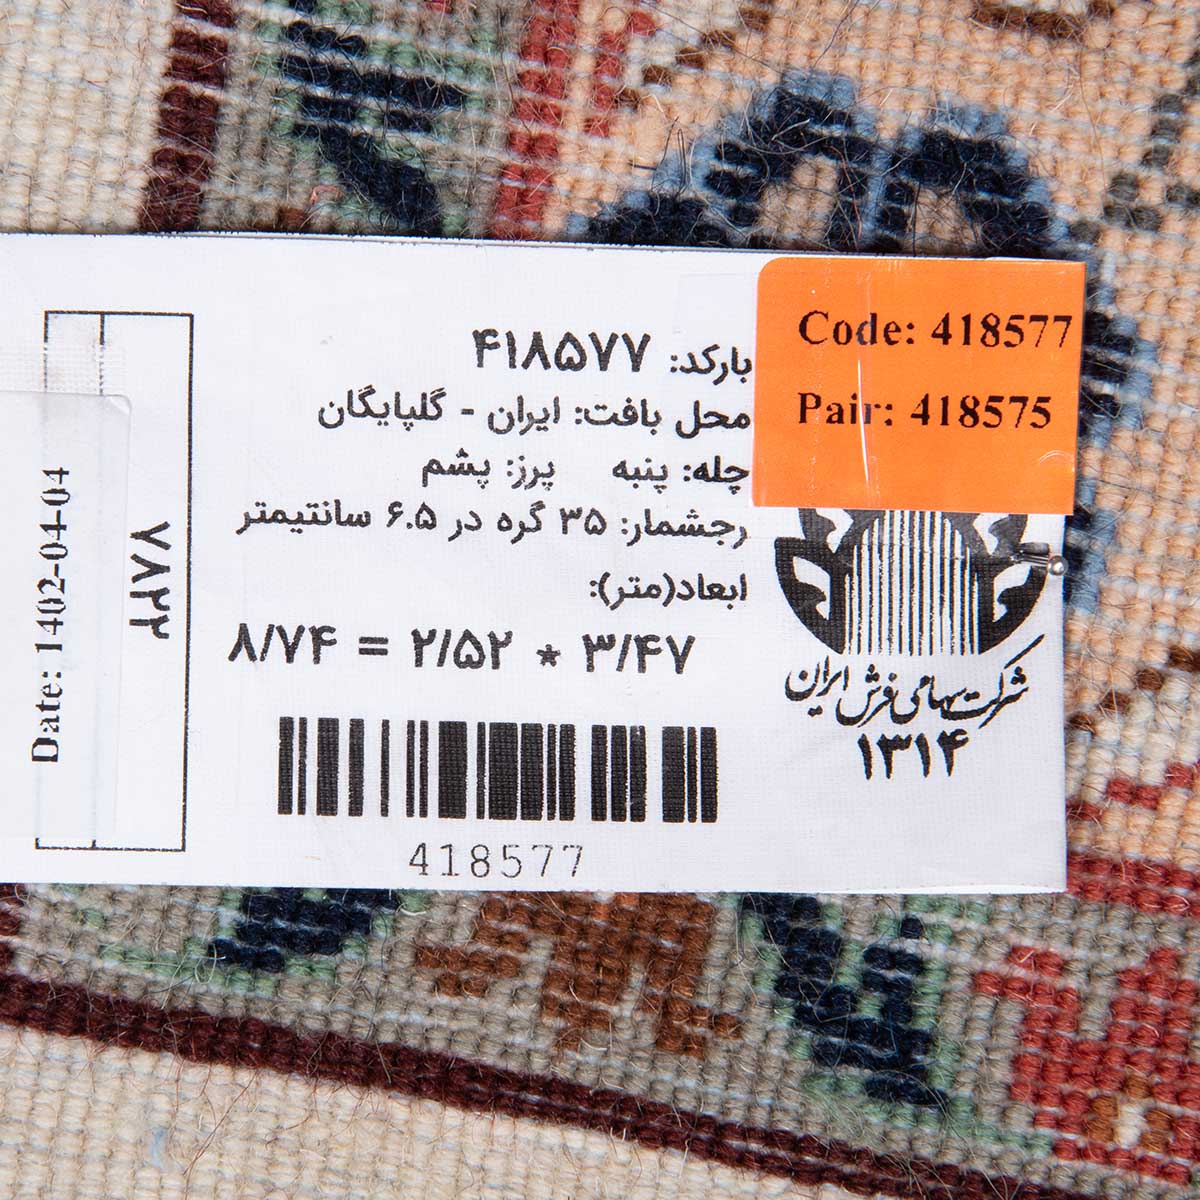 Code: 418577
Pair: 418575
بارکد: ۴۱۸۵۷۷
محل بافت: ایران - گلپایگان
چله: پنبه پرز: پشم
رجشمار: ۳۵ گره در ۶.۵ سانتیمتر
ابعاد(متر):
۳/۴۷ * ۲/۵۲ = ۸/۷۴
418577
شرکت سهامی فرش ایران
۱۳۱۴
۷۸۲۲
Date: 1402-04-04